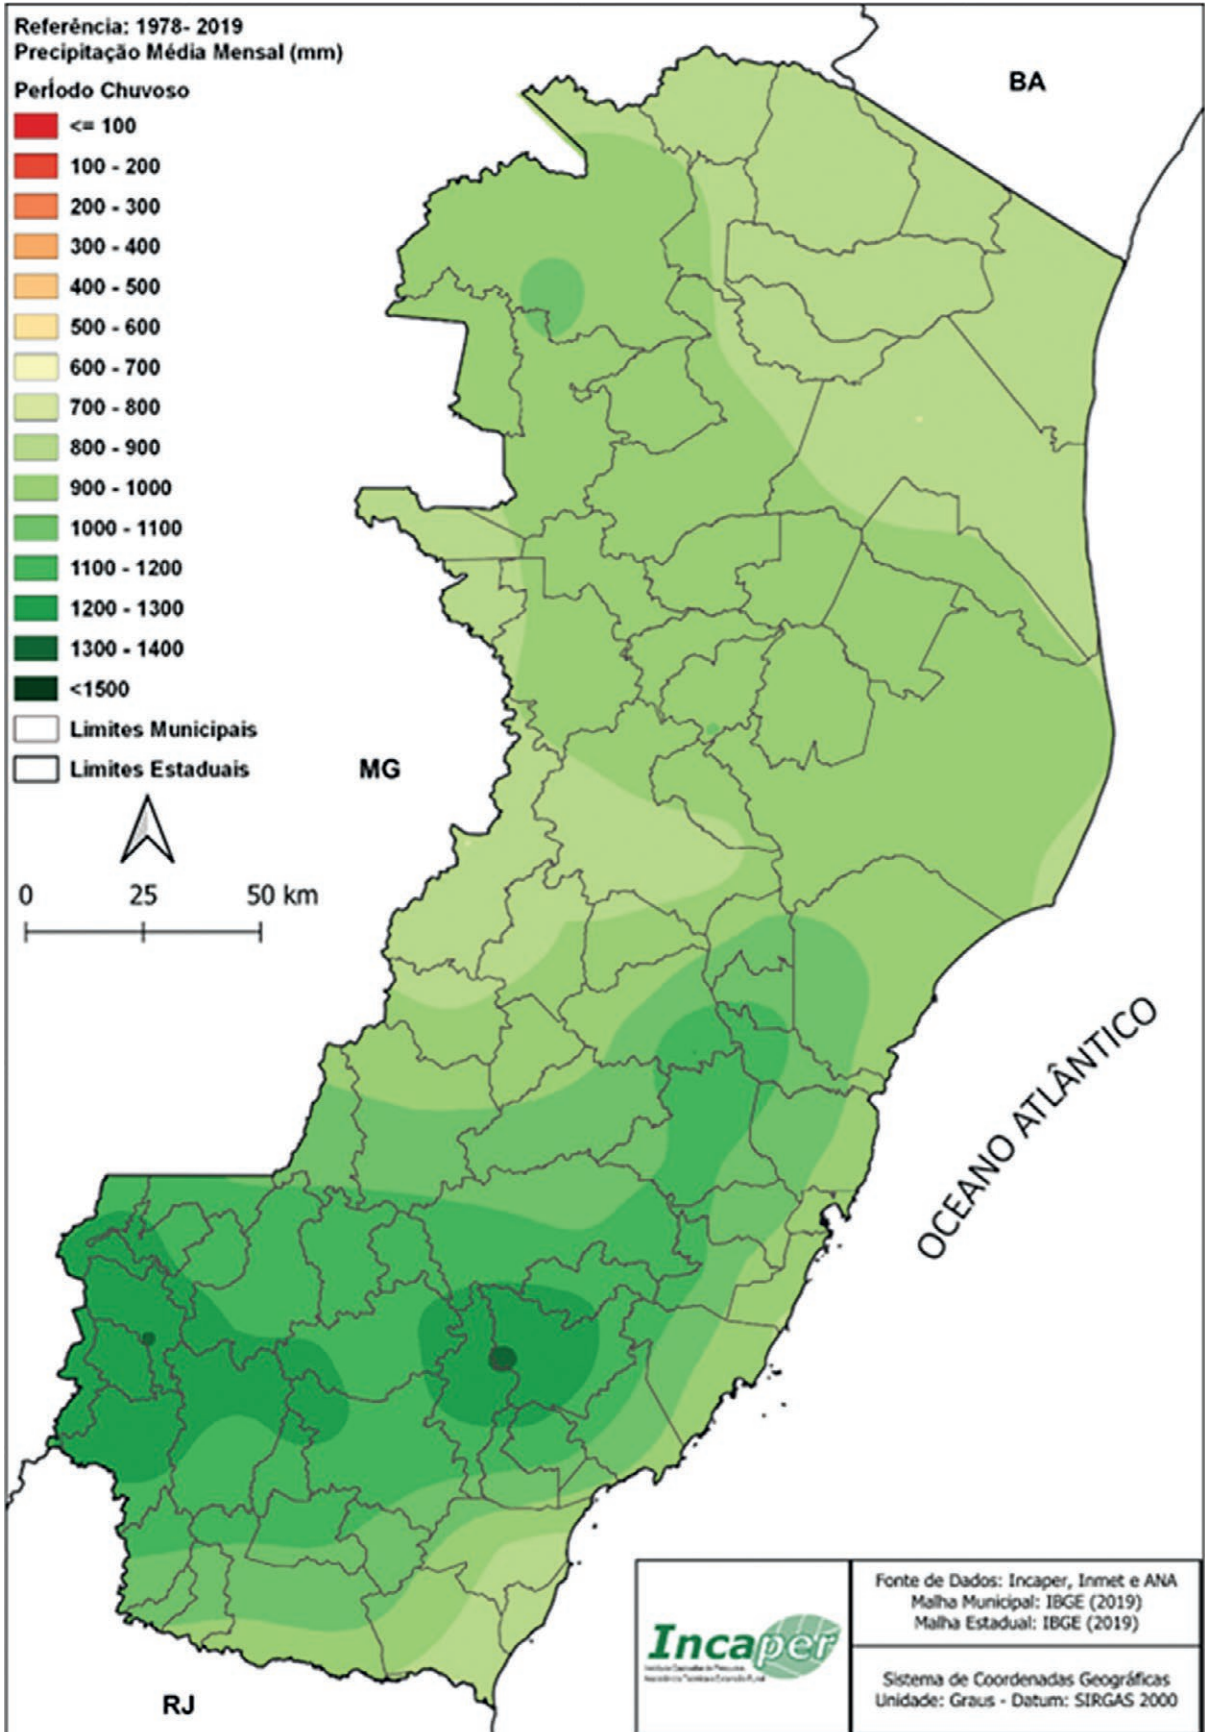 Referência: 1978- 2019
Precipitação Média Mensal (mm)
Período Chuvoso
<= 100
100 - 200
200 - 300
300 - 400
400 - 500
500 - 600
600 - 700
700 - 800
800 - 900
900 - 1000
1000 - 1100
1100 - 1200
1200 - 1300
1300 - 1400
<1500
Limites Municipais
Limites Estaduais
0 25 50 km
BA
MG
OCEANO ATLÂNTICO
RJ
Incaper
Fonte de Dados: Incaper, Inmet e ANA
Malha Municipal: IBGE (2019)
Malha Estadual: IBGE (2019)
Sistema de Coordenadas Geográficas
Unidade: Graus - Datum: SIRGAS 2000